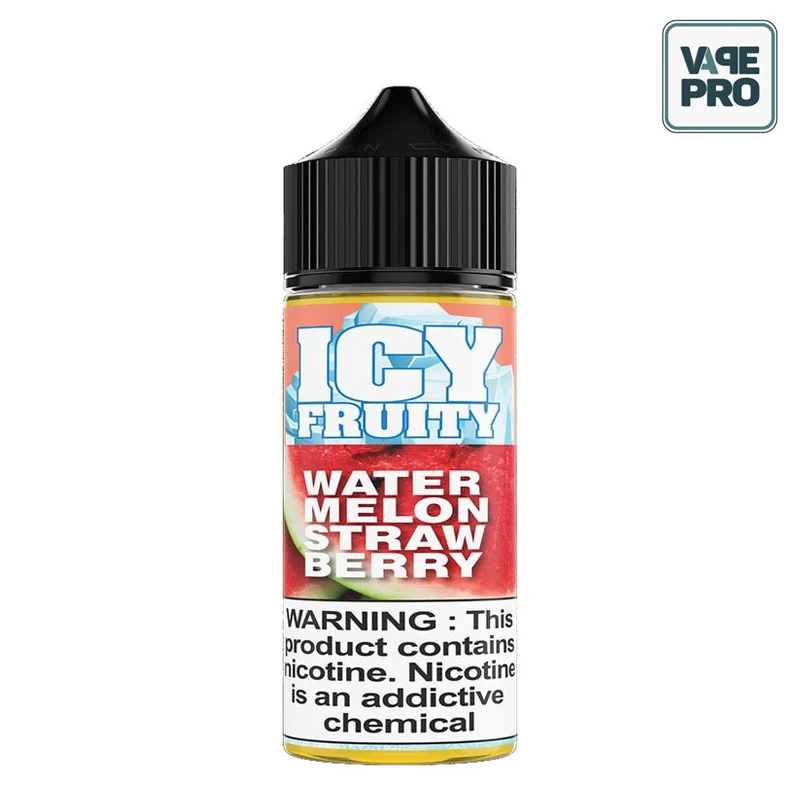 VAPE
PRO
ICY
FRUITY
WATER
MELON
STRAW
BERRY
WARNING : This
product contains
nicotine. Nicotine
is an addictive
chemical